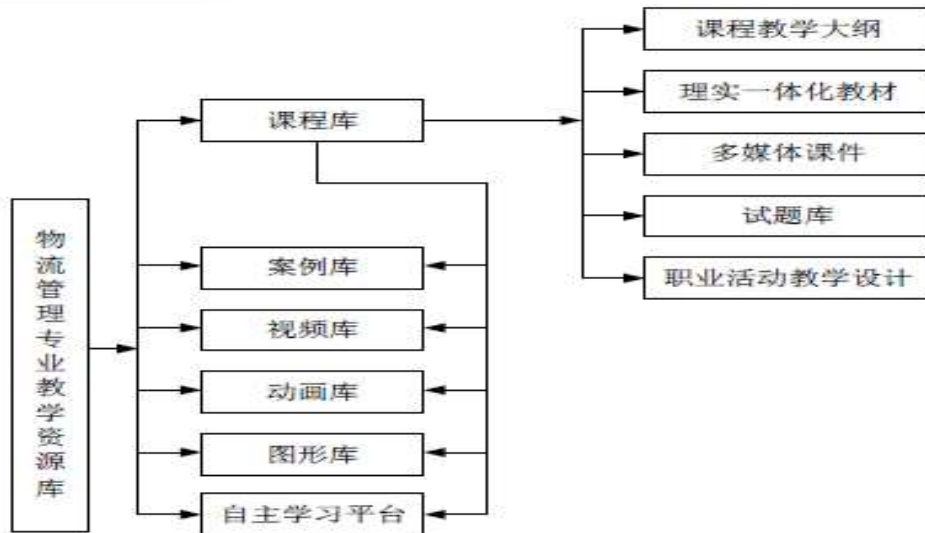 物流管理专业教学资源库
课程库
案例库
视频库
动画库
图形库
自主学习平台
课程教学大纲
理实一体化教材
多媒体课件
试题库
职业活动教学设计